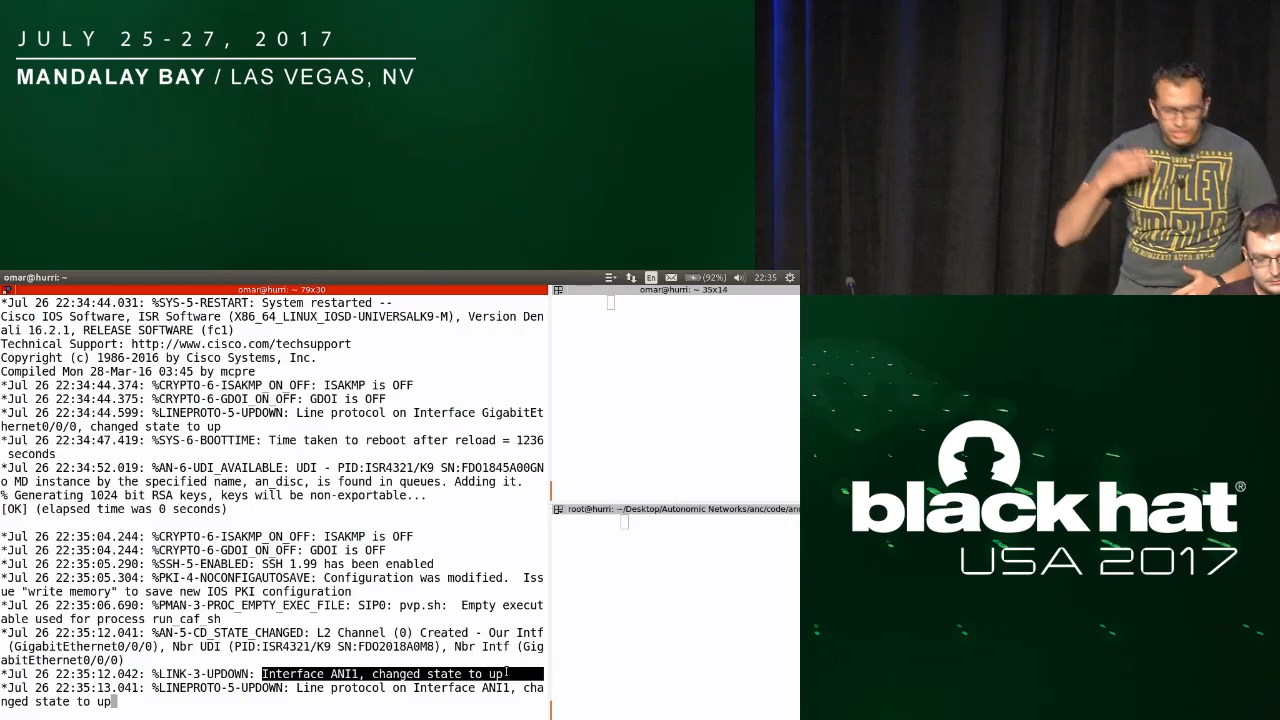 JULY 25-27, 2017
MANDALAY BAY / LAS VEGAS, NV
omar@hurri: ~
En
(92%)
22:35
omar@hurri: ~ 79x30
*Jul 26 22:34:44.031: %SYS-5-RESTART: System restarted --
Cisco IOS Software, ISR Software (X86_64_LINUX_IOSD-UNIVERSALK9-M), Version Den
ali 16.2.1, RELEASE SOFTWARE (fc1)
Technical Support: http://www.cisco.com/techsupport
Copyright (c) 1986-2016 by Cisco Systems, Inc.
Compiled Mon 28-Mar-16 03:45 by mcpre
*Jul 26 22:34:44.374: %CRYPTO-6-ISAKMP_ON_OFF: ISAKMP is OFF
*Jul 26 22:34:44.375: %CRYPTO-6-GDOI_ON_OFF: GDOI is OFF
*Jul 26 22:34:44.599: %LINEPROTO-5-UPDOWN: Line protocol on Interface GigabitEt
hernet0/0/0, changed state to up
*Jul 26 22:34:47.419: %SYS-6-BOOTTIME: Time taken to reboot after reload = 1236
seconds
*Jul 26 22:34:52.019: %AN-6-UDI_AVAILABLE: UDI - PID:ISR4321/K9 SN:FDO1845A00GN
o MD instance by the specified name, an_disc, is found in queues. Adding it.
% Generating 1024 bit RSA keys, keys will be non-exportable...
[OK] (elapsed time was 0 seconds)
*Jul 26 22:35:04.244: %CRYPTO-6-ISAKMP_ON_OFF: ISAKMP is OFF
*Jul 26 22:35:04.244: %CRYPTO-6-GDOI_ON_OFF: GDOI is OFF
*Jul 26 22:35:05.290: %SSH-5-ENABLED: SSH 1.99 has been enabled
*Jul 26 22:35:05.304: %PKI-4-NOCONFIGAUTOSAVE: Configuration was modified.  Iss
ue "write memory" to save new IOS PKI configuration
*Jul 26 22:35:06.690: %PMAN-3-PROC_EMPTY_EXEC_FILE: SIP0: pvp.sh:  Empty execut
able used for process run_caf_sh
*Jul 26 22:35:12.041: %AN-5-CD_STATE_CHANGED: L2 Channel (0) Created - Our Intf
(GigabitEthernet0/0/0), Nbr UDI (PID:ISR4321/K9 SN:FDO2018A0M8), Nbr Intf (Gig
abitEthernet0/0/0)
*Jul 26 22:35:12.042: %LINK-3-UPDOWN: Interface ANI1, changed state to up
*Jul 26 22:35:13.041: %LINEPROTO-5-UPDOWN: Line protocol on Interface ANI1, cha
nged state to up
omar@hurri: ~ 35x14
root@hurri: ~/Desktop/Autonomic Networks/anc/code/an
black hat®
USA 2017